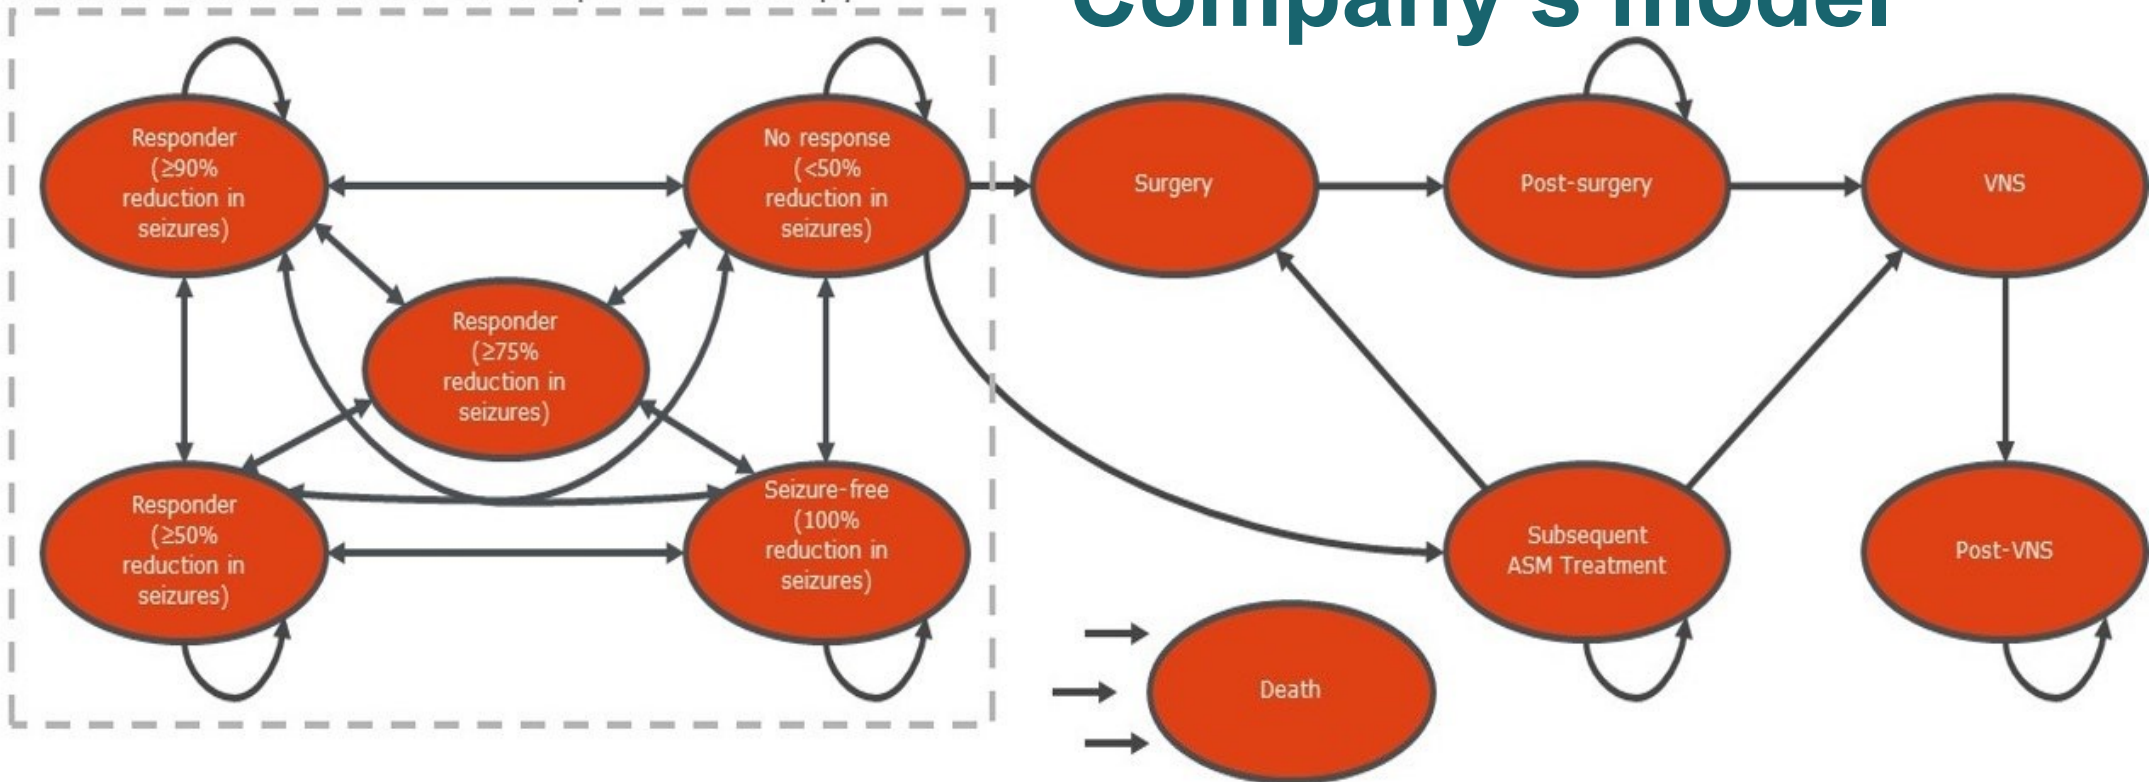 Company's model
Responder
(≥90%
reduction in
seizures)
No response
(<50%
reduction in
seizures)
Surgery
Post-surgery
VNS
Responder
(≥75%
reduction in
seizures)
Responder
(≥50%
reduction in
seizures)
Seizure-free
(100%
reduction in
seizures)
Subsequent
ASM Treatment
Post-VNS
Death